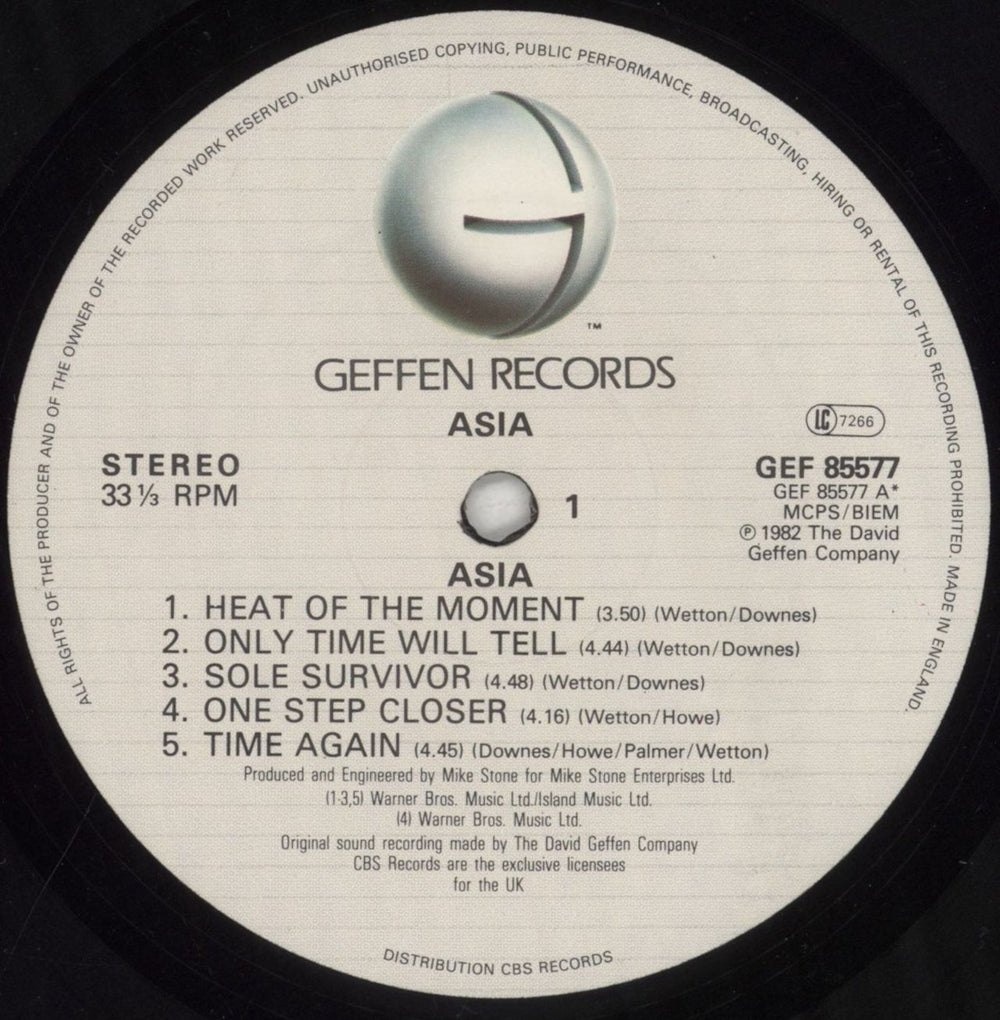 ALL RIGHTS OF THE PRODUCER AND OF THE OWNER OF THE RECORDED WORK RESERVED. UNAUTHORISED COPYING, PUBLIC PERFORMANCE, BROADCASTING, HIRING OR RENTAL OF THIS RECORDING PROHIBITED. MADE IN ENGLAND.
TM
GEFFEN RECORDS
ASIA
LC 7266
STEREO
33⅓ RPM
1
GEF 85577
GEF 85577 A*
MCPS/BIEM
℗ 1982 The David
Geffen Company
ASIA
1. HEAT OF THE MOMENT (3.50) (Wetton/Downes)
2. ONLY TIME WILL TELL (4.44) (Wetton/Downes)
3. SOLE SURVIVOR (4.48) (Wetton/Downes)
4. ONE STEP CLOSER (4.16) (Wetton/Howe)
5. TIME AGAIN (4.45) (Downes/Howe/Palmer/Wetton)
Produced and Engineered by Mike Stone for Mike Stone Enterprises Ltd.
(1-3,5) Warner Bros. Music Ltd./Island Music Ltd.
(4) Warner Bros. Music Ltd.
Original sound recording made by The David Geffen Company
CBS Records are the exclusive licensees
for the UK
DISTRIBUTION CBS RECORDS